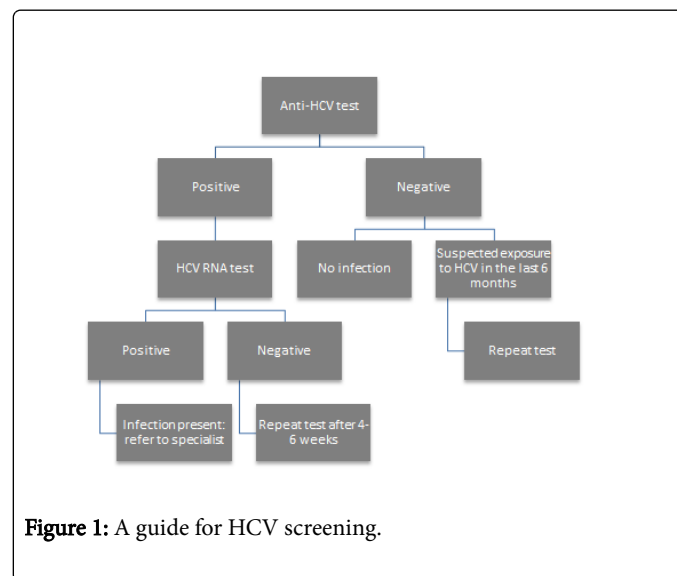 Anti-HCV test
Positive
Negative
HCV RNA test
No infection
Suspected exposure
to HCV in the last 6
months
Positive
Negative
Repeat test
Infection present:
refer to specialist
Repeat test after 4-
6 weeks
Figure 1: A guide for HCV screening.